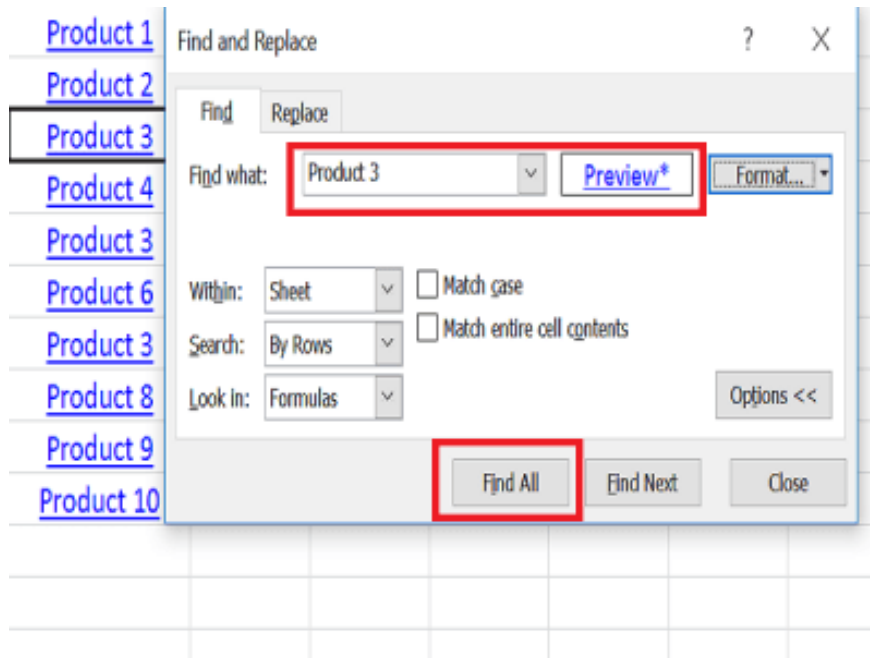 Product 1
Product 2
Product 3
Product 4
Product 3
Product 6
Product 3
Product 8
Product 9
Product 10
Find and Replace ? X
Find Replace
Find what: Product 3 Preview* Format...
Within: Sheet Match case
Match entire cell contents
Search: By Rows
Look in: Formulas Options <<
Find All Find Next Close